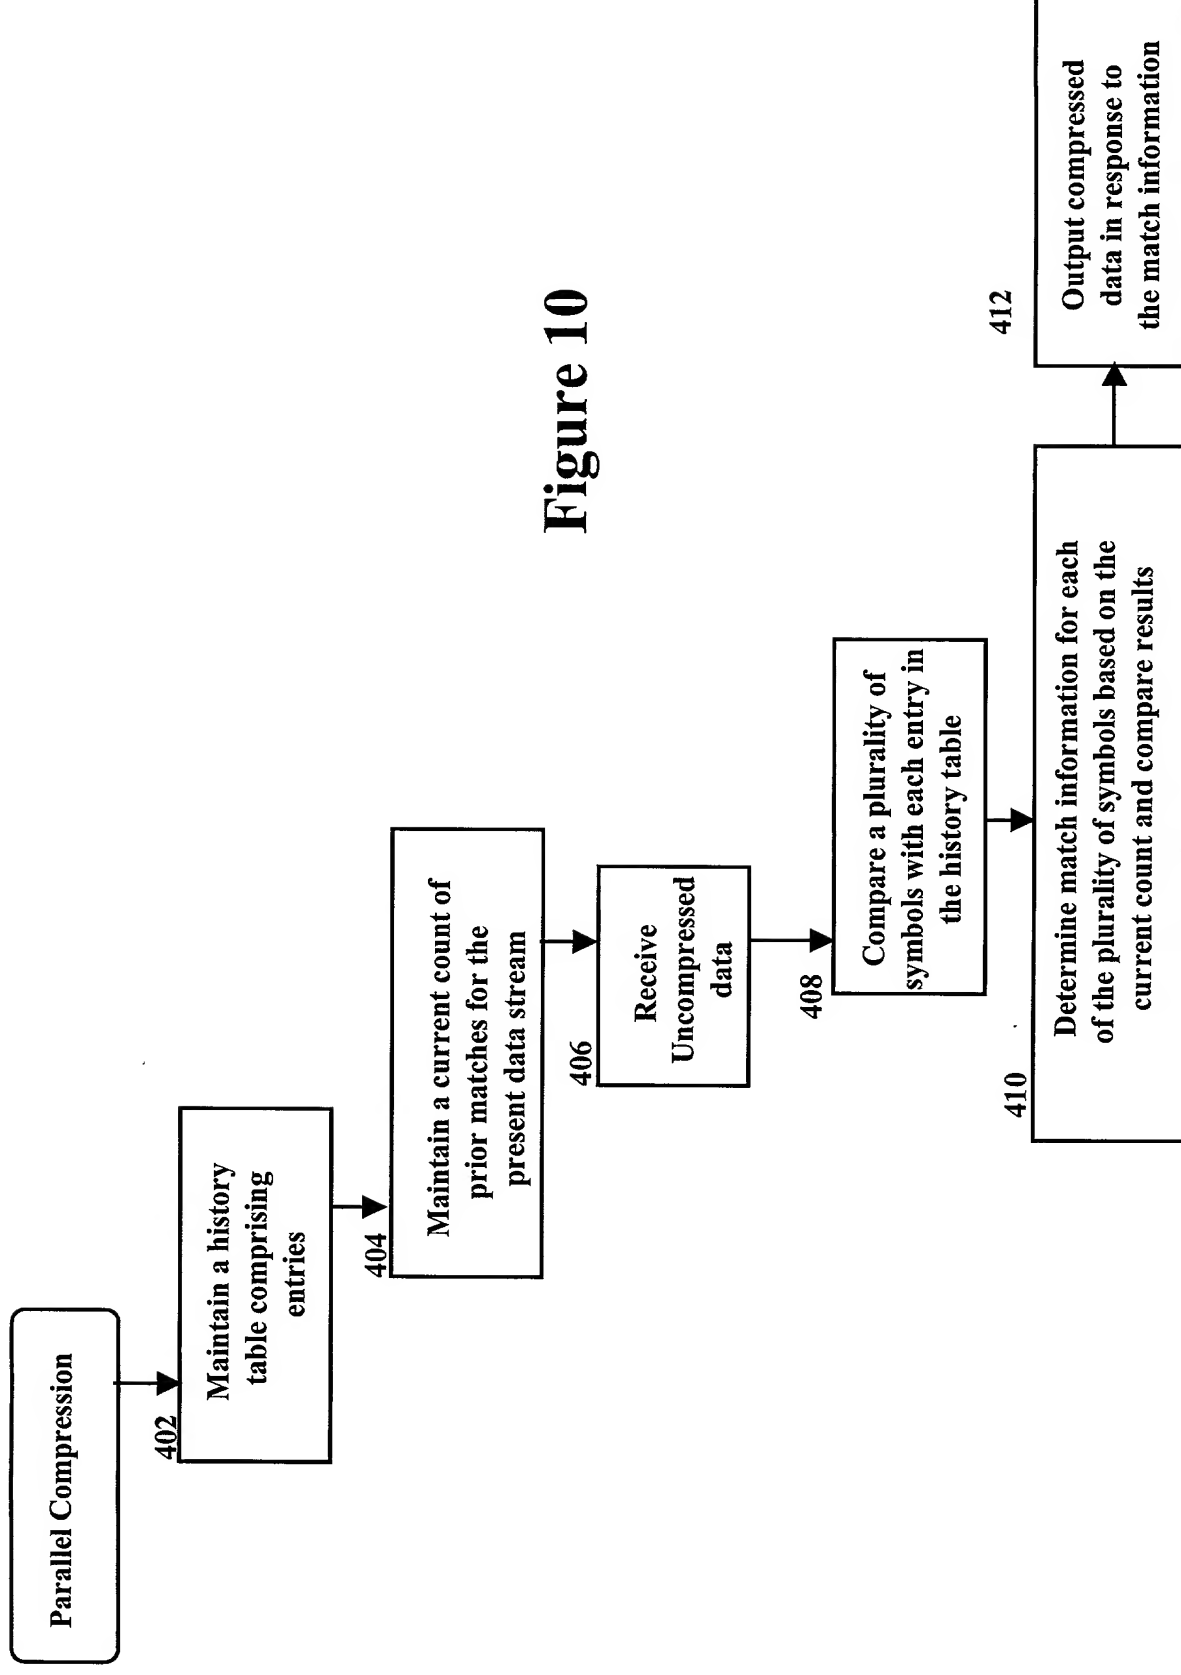 Parallel Compression
402
Maintain a history
table comprising
entries
404
Maintain a current count of
prior matches for the
present data stream
406
Receive
Uncompressed
data
408
Compare a plurality of
symbols with each entry in
the history table
410
Determine match information for each
of the plurality of symbols based on the
current count and compare results
412
Output compressed
data in response to
the match information
Figure 10